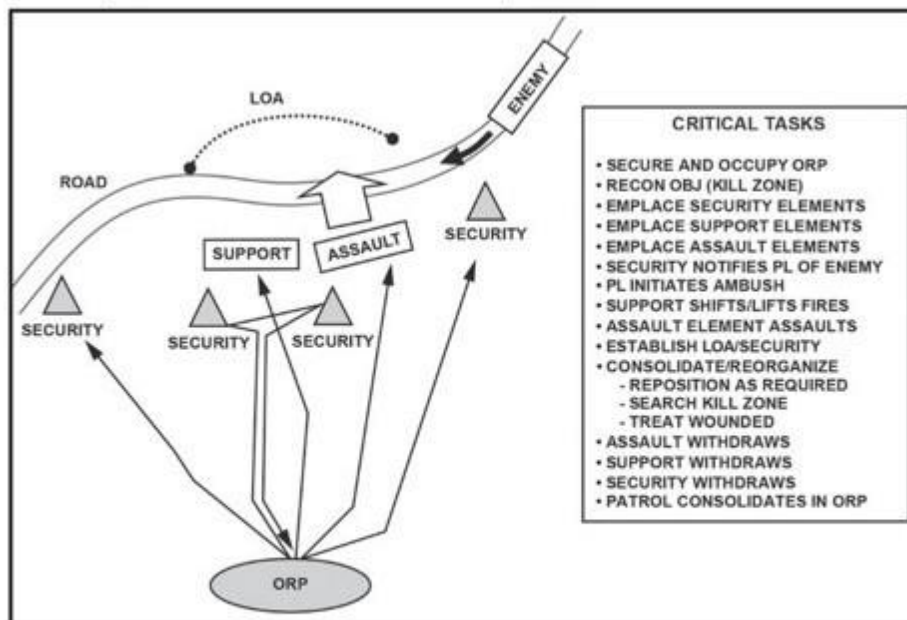 LOA
ENEMY
ROAD
SUPPORT
ASSAULT
SECURITY
SECURITY
SECURITY
SECURITY
ORP
CRITICAL TASKS
• SECURE AND OCCUPY ORP
• RECON OBJ (KILL ZONE)
• EMPLACE SECURITY ELEMENTS
• EMPLACE SUPPORT ELEMENTS
• EMPLACE ASSAULT ELEMENTS
• SECURITY NOTIFIES PL OF ENEMY
• PL INITIATES AMBUSH
• SUPPORT SHIFTS/LIFTS FIRES
• ASSAULT ELEMENT ASSAULTS
• ESTABLISH LOA/SECURITY
• CONSOLIDATE/REORGANIZE
- REPOSITION AS REQUIRED
- SEARCH KILL ZONE
- TREAT WOUNDED
• ASSAULT WITHDRAWS
• SUPPORT WITHDRAWS
• SECURITY WITHDRAWS
• PATROL CONSOLIDATES IN ORP